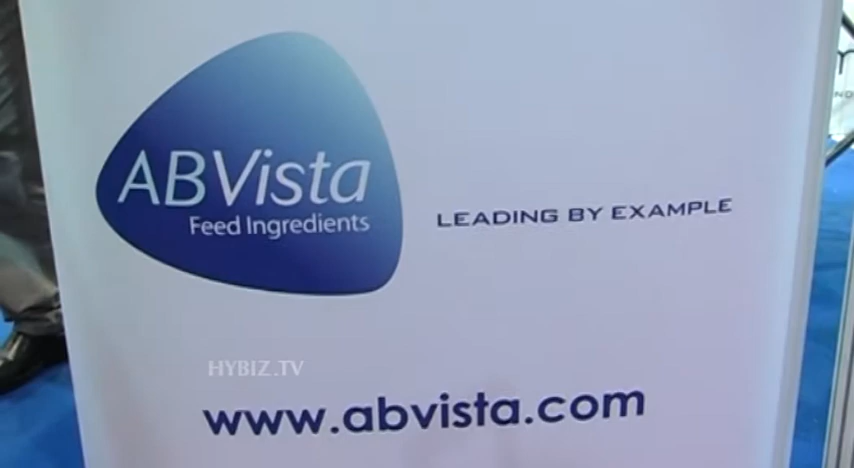 ABVista
Feed Ingredients
LEADING BY EXAMPLE
HYBIZ.TV
www.abvista.com